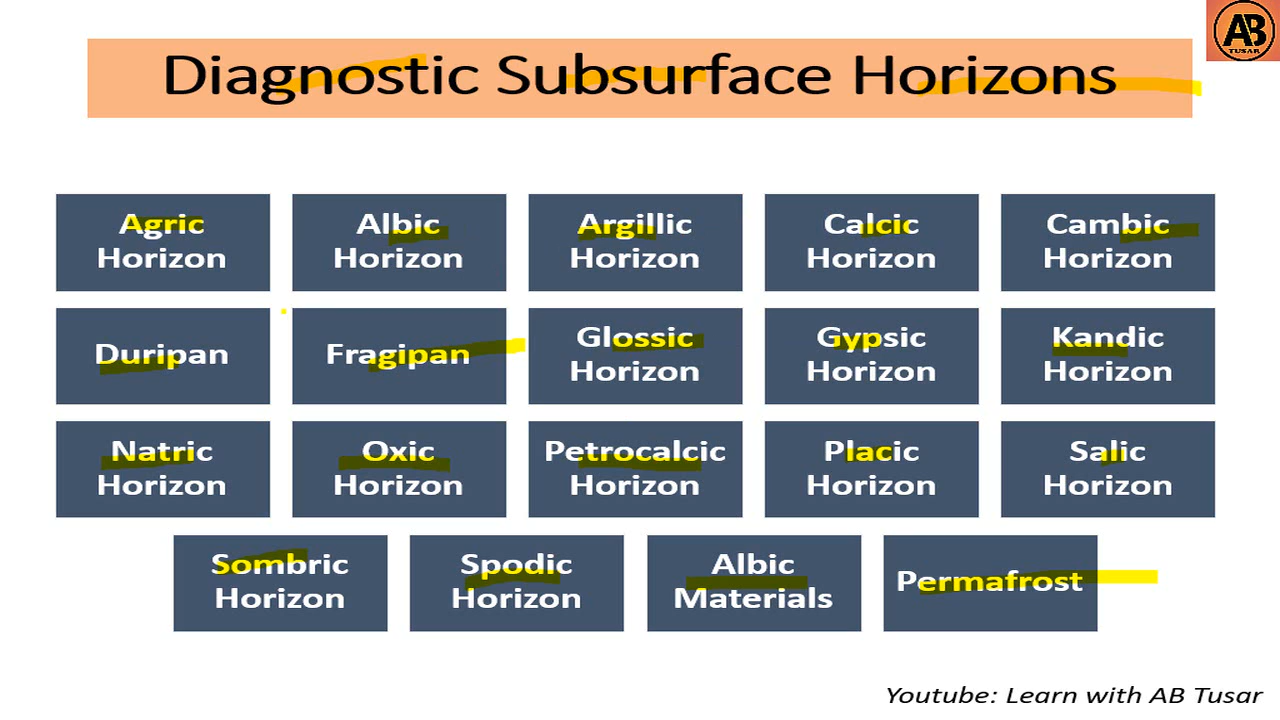 AB
TUSAR
Diagnostic Subsurface Horizons
Agric
Horizon
Albic
Horizon
Argillic
Horizon
Calcic
Horizon
Cambic
Horizon
Duripan
Fragipan
Glossic
Horizon
Gypsic
Horizon
Kandic
Horizon
Natric
Horizon
Oxic
Horizon
Petrocalcic
Horizon
Placic
Horizon
Salic
Horizon
Sombric
Horizon
Spodic
Horizon
Albic
Materials
Permafrost
Youtube: Learn with AB Tusar